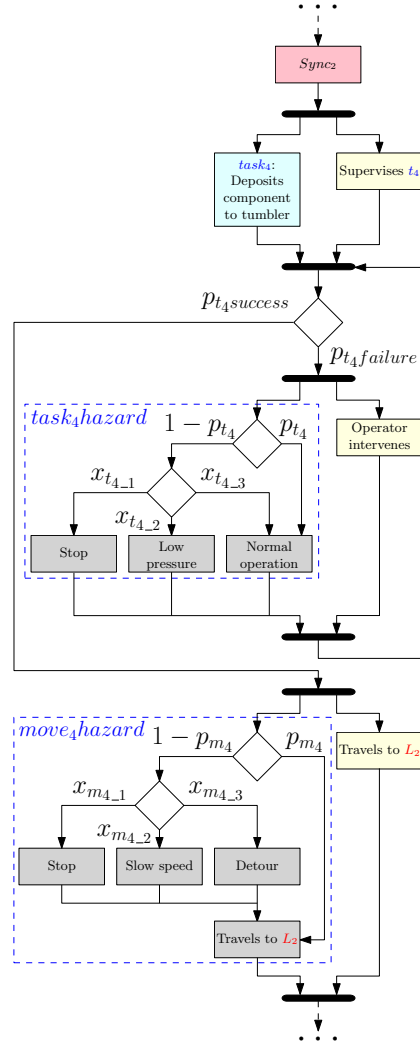 • • •
Sync₂
task₄:
Deposits
component
to tumbler
Supervises t₄
p_{t₄success}
p_{t₄failure}
task₄hazard
1 − p_{t₄}
p_{t₄}
Operator
intervenes
x_{t₄_1}
x_{t₄_3}
x_{t₄_2}
Stop
Low
pressure
Normal
operation
move₄hazard
1 − p_{m₄}
p_{m₄}
Travels to L₂
x_{m₄_1}
x_{m₄_3}
x_{m₄_2}
Stop
Slow speed
Detour
Travels to L₂
• • •